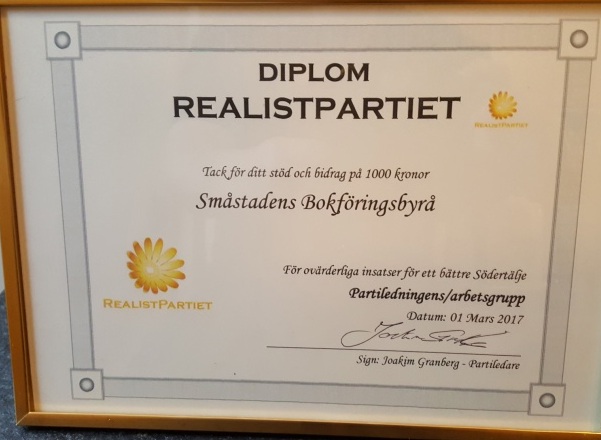 DIPLOM
REALISTPARTIET
REALISTPARTIET
Tack för ditt stöd och bidrag på 1000 kronor
Småstadens Bokföringsbyrå
REALISTPARTIET
För ovärderliga insatser för ett bättre Södertälje
Partiledningens/arbetsgrupp
Datum: 01 Mars 2017
Sign: Joakim Granberg - Partiledare